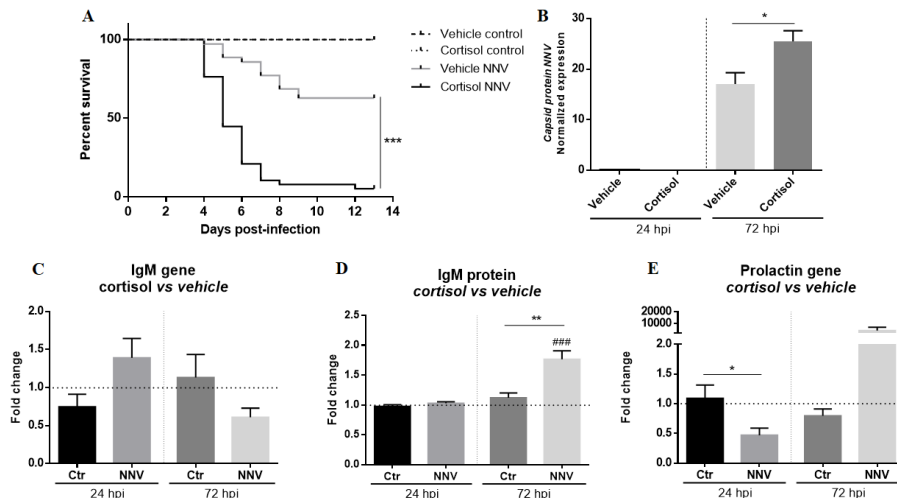 A
Percent survival
100
50
0
0 2 4 6 8 10 12 14
Days post-infection
Vehicle control
Cortisol control
Vehicle NNV
Cortisol NNV
***
B
Capsid protein NNV
Normalized expression
30
20
10
0
*
Vehicle Cortisol Vehicle Cortisol
24 hpi 72 hpi
C
IgM gene
cortisol vs vehicle
Fold change
2.0
1.5
1.0
0.5
0.0
Ctr NNV Ctr NNV
24 hpi 72 hpi
D
IgM protein
cortisol vs vehicle
Fold change
2.5
2.0
1.5
1.0
0.5
0.0
**
###
Ctr NNV Ctr NNV
24 hpi 72 hpi
E
Prolactin gene
cortisol vs vehicle
Fold change
20000
10000
2.0
1.5
1.0
0.5
0.0
*
Ctr NNV Ctr NNV
24 hpi 72 hpi